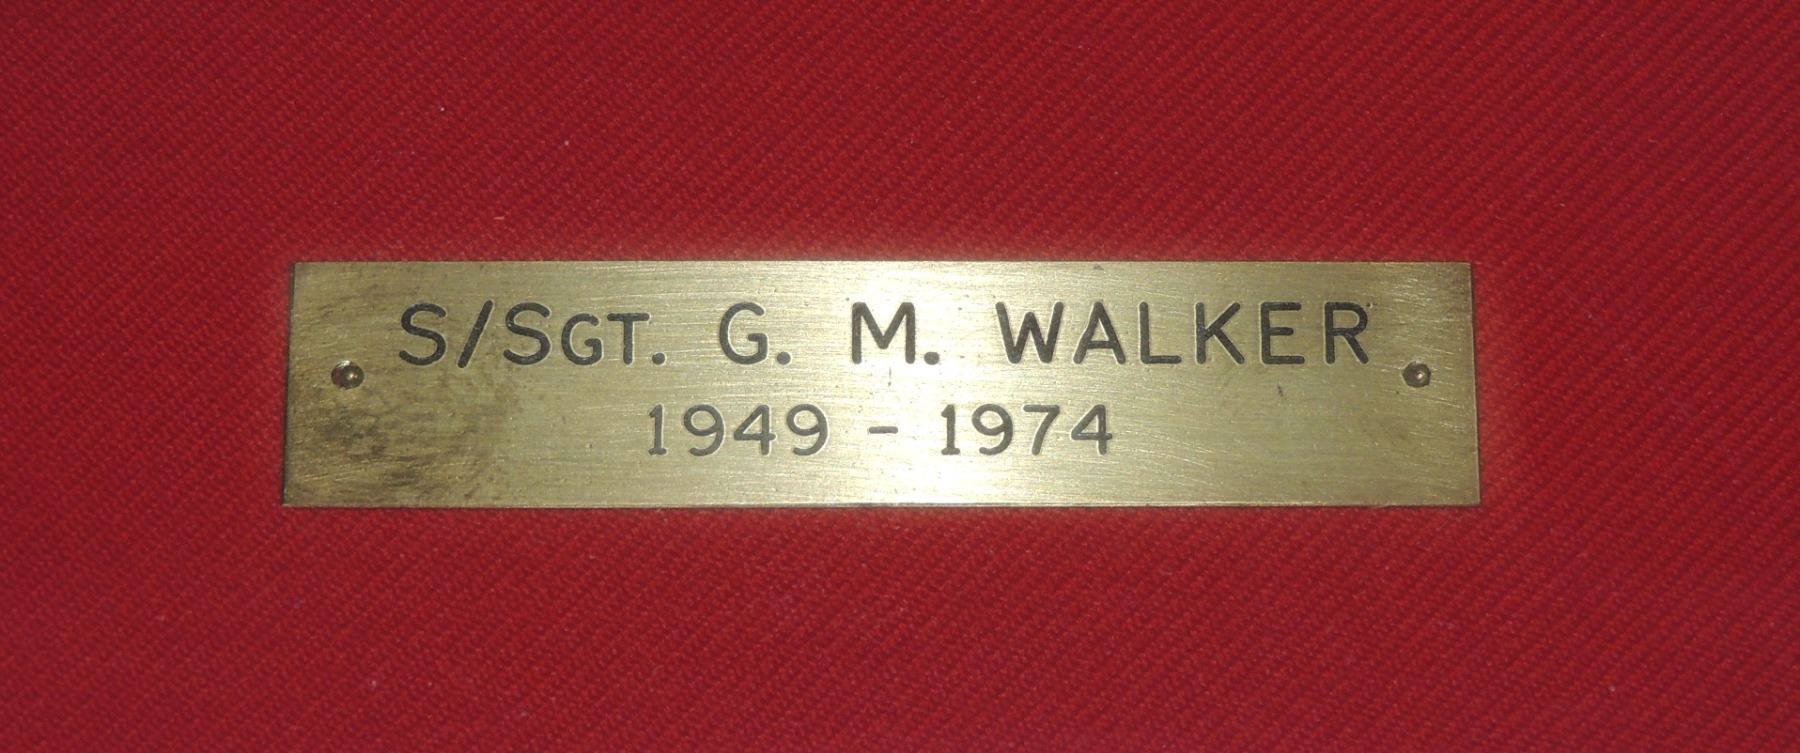 S/SGT. G. M. WALKER
1949 - 1974